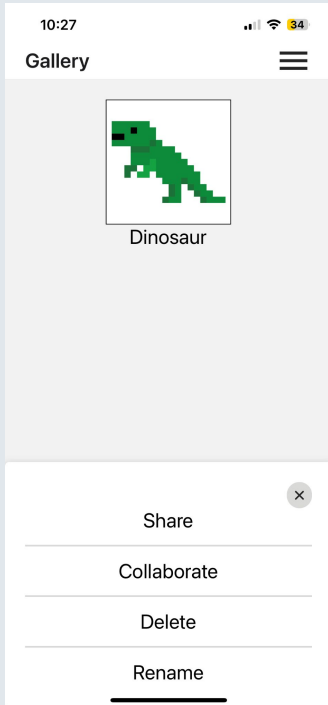 10:27
34
Gallery
Dinosaur
Share
Collaborate
Delete
Rename